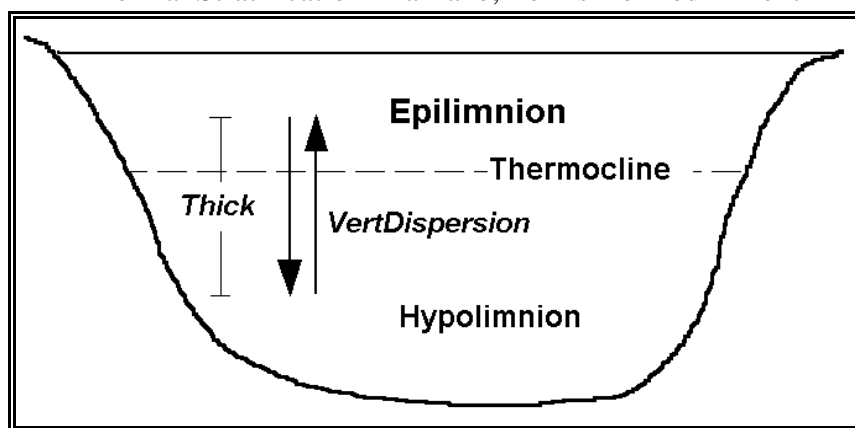 Epilimnion
Thermocline
Thick
VertDispersion
Hypolimnion